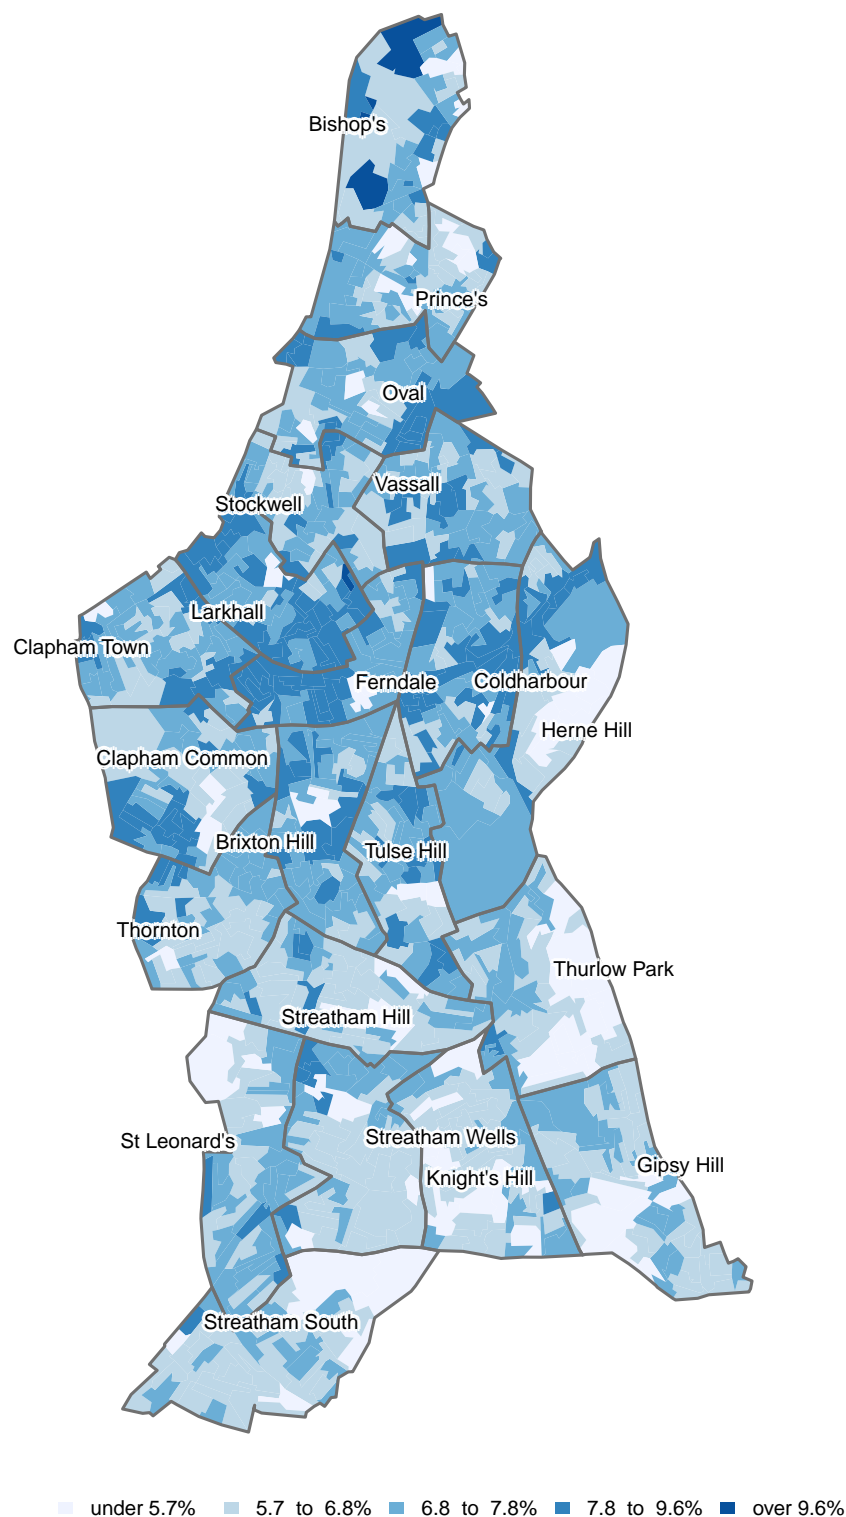 Bishop's
Prince's
Oval
Vassall
Stockwell
Larkhall
Clapham Town
Ferndale
Coldharbour
Herne Hill
Clapham Common
Brixton Hill
Tulse Hill
Thornton
Thurlow Park
Streatham Hill
St Leonard's
Streatham Wells
Gipsy Hill
Knight's Hill
Streatham South
under 5.7% 5.7 to 6.8% 6.8 to 7.8% 7.8 to 9.6% over 9.6%